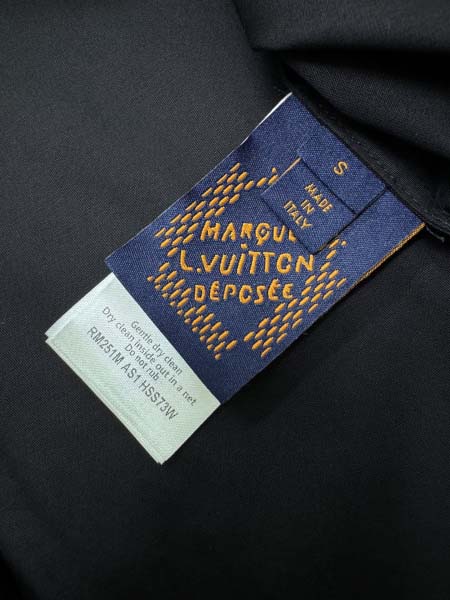 S
MADE
IN
ITALY
MARQUE
L.VUITTON
DÉPOSÉE
Gentle dry clean
Dry clean inside out in a net
Do not rub
RM251M AS1 HSS73W